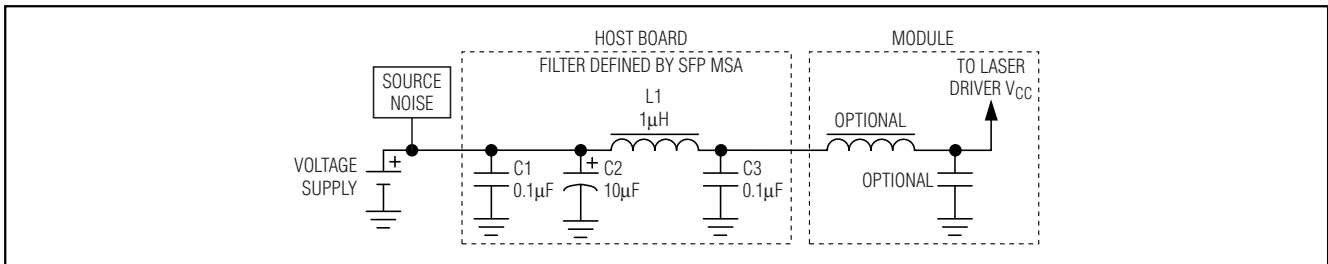 HOST BOARD
MODULE
FILTER DEFINED BY SFP MSA
TO LASER
DRIVER VCC
SOURCE
NOISE
L1
1μH
OPTIONAL
VOLTAGE
SUPPLY
+
C1
0.1μF
+
C2
10μF
C3
0.1μF
OPTIONAL